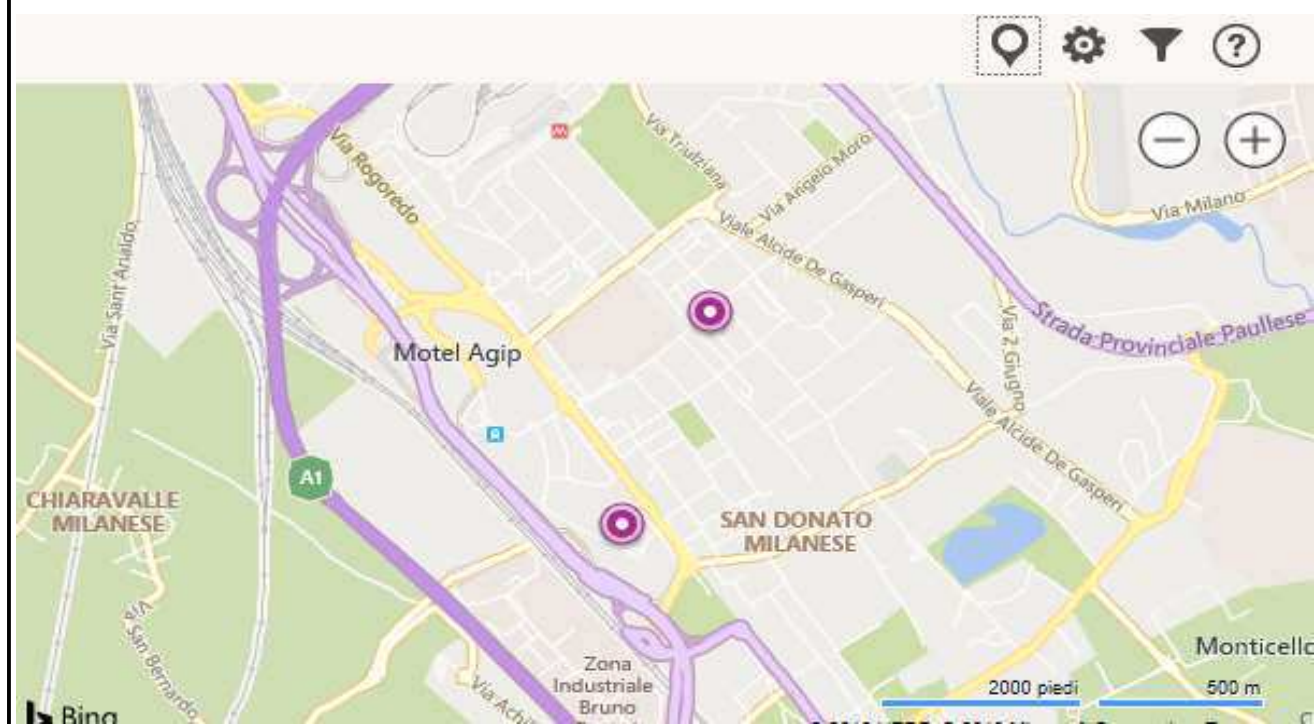 Via Rogoredo
Via Triulziana
Via Angelo Moro
Via Milano
Viale Alcide De Gasperi
Via Sant'Arialdo
Strada Provinciale Paullese
Via 2 Giugno
Motel Agip
Viale Alcide De Gasperi
A1
CHIARAVALLE
MILANESE
SAN DONATO
MILANESE
Via San Bernardo
Monticello
Zona
Industriale
Bruno
2000 piedi
500 m
Bing